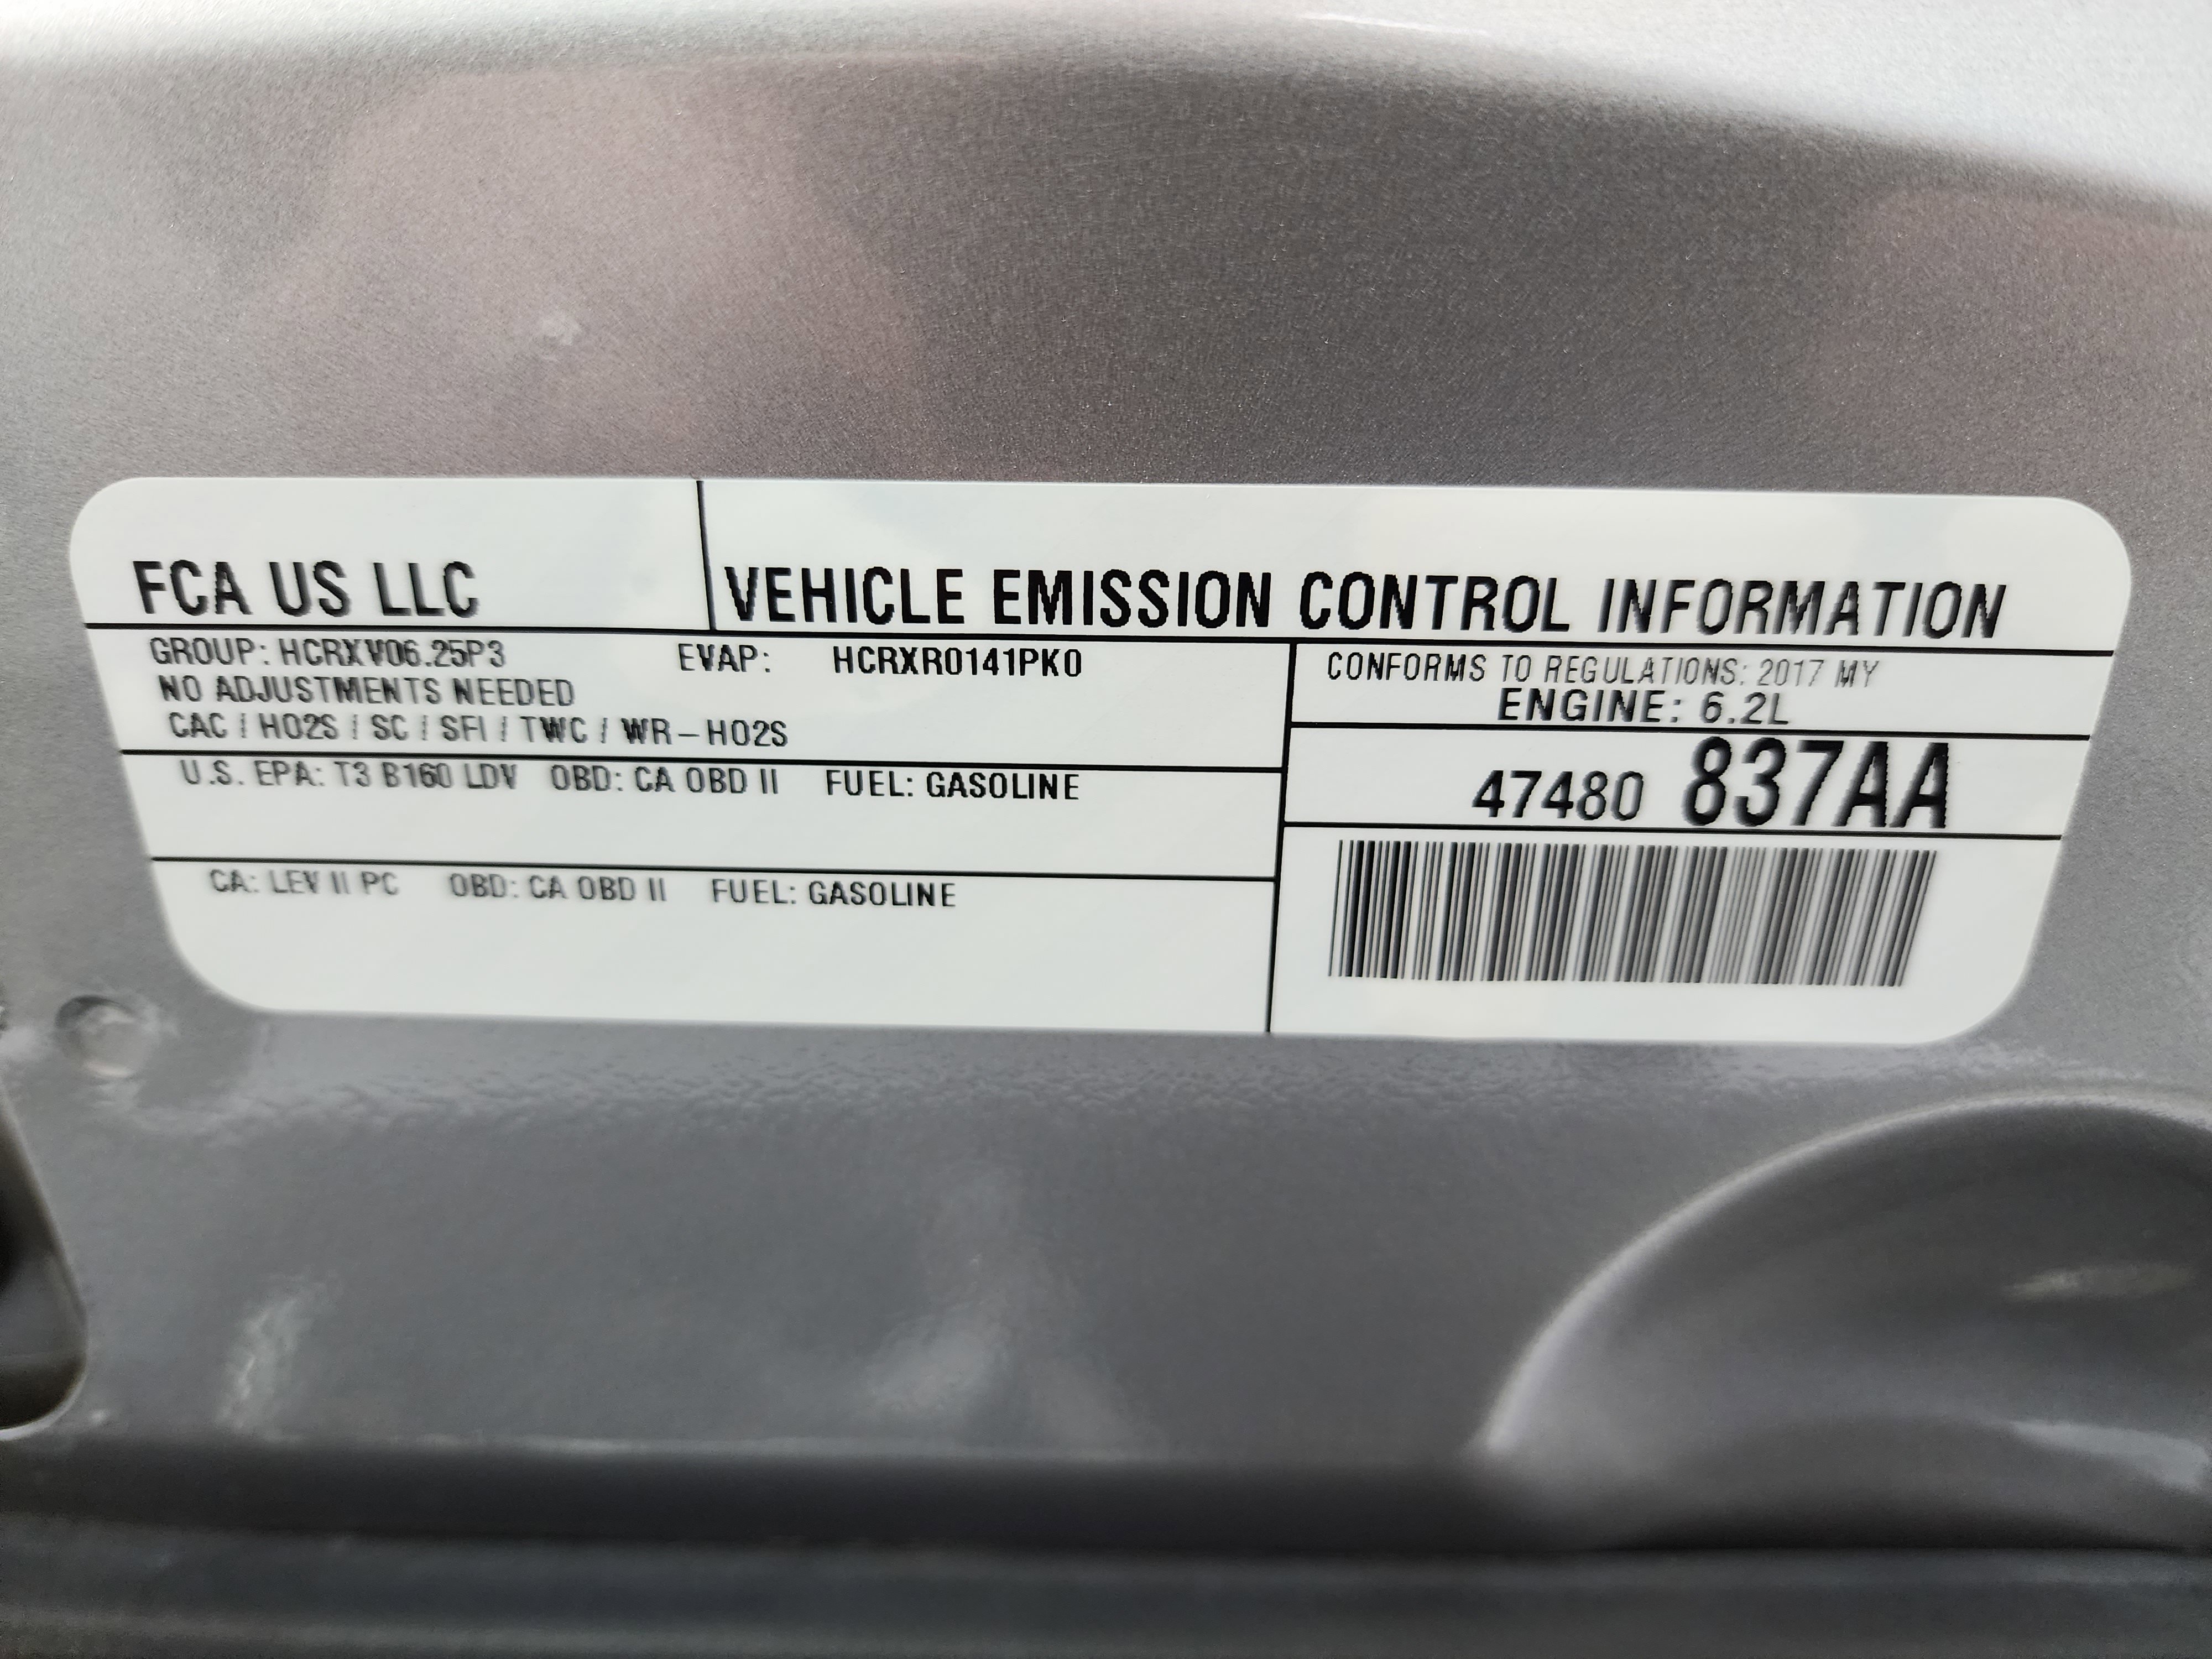 FCA US LLC
VEHICLE EMISSION CONTROL INFORMATION
GROUP: HCRXV06.25P3 EVAP: HCRXR0141PK0
NO ADJUSTMENTS NEEDED
CAC / HO2S / SC / SFI / TWC / WR-HO2S
CONFORMS TO REGULATIONS: 2017 MY
ENGINE: 6.2L
U.S. EPA: T3 B160 LDV OBD: CA OBD II FUEL: GASOLINE
47480 837AA
CA: LEV II PC OBD: CA OBD II FUEL: GASOLINE